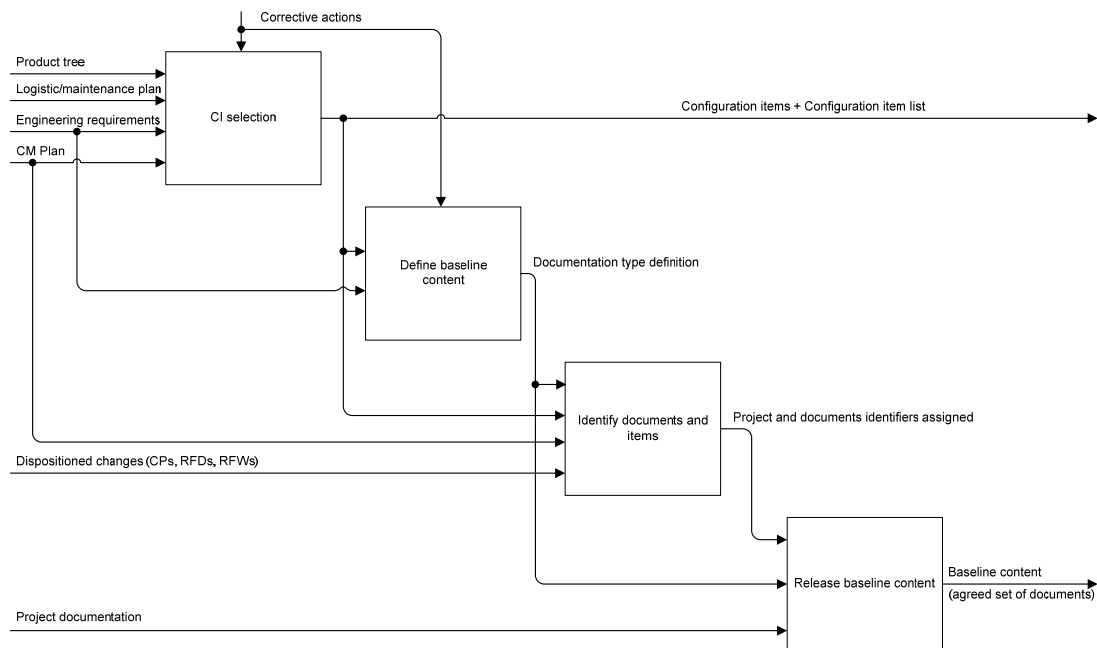 Corrective actions
Product tree
Logistic/maintenance plan
Engineering requirements
CM Plan
CI selection
Configuration items + Configuration item list
Define baseline
content
Documentation type definition
Identify documents and
items
Project and documents identifiers assigned
Dispositioned changes (CPs, RFDs, RFWs)
Release baseline content
Baseline content
(agreed set of documents)
Project documentation